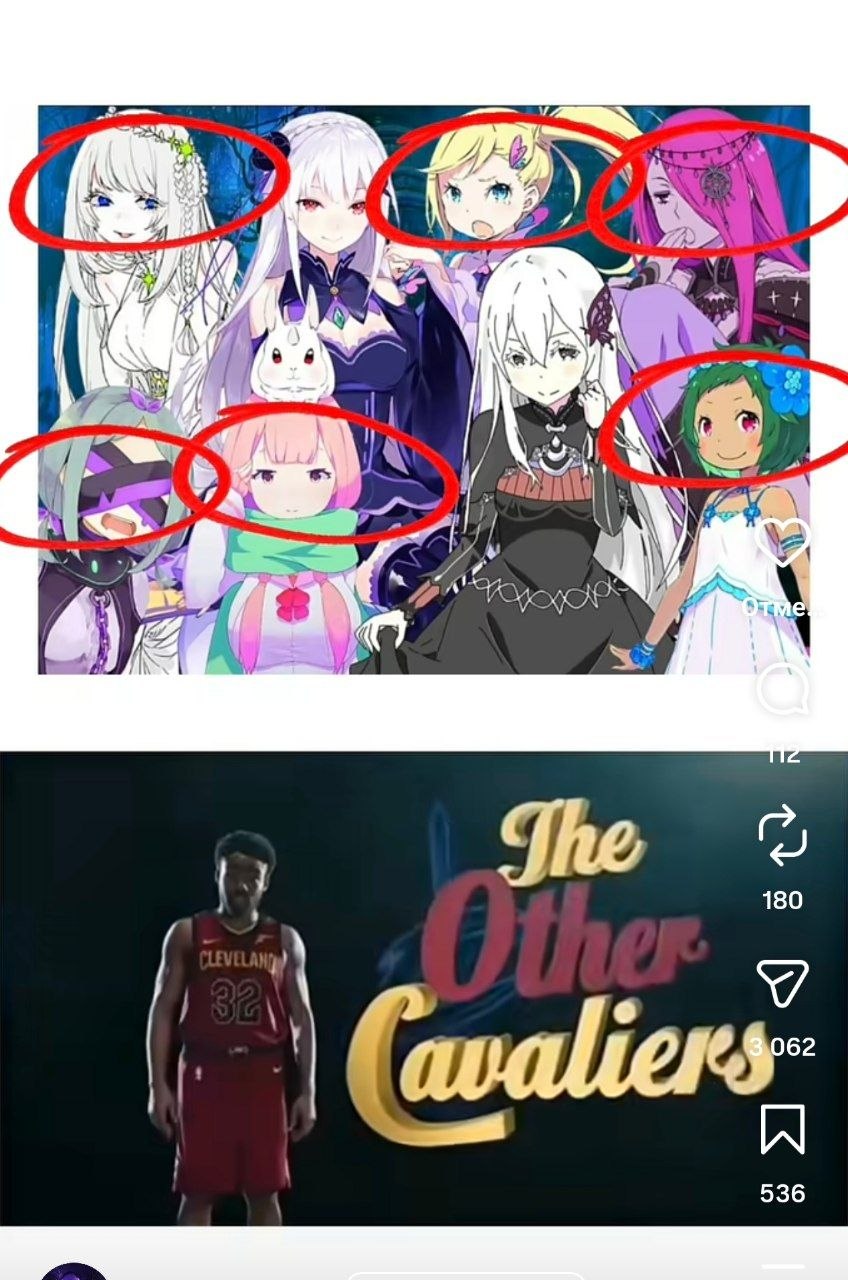 Отме...
112
CLEVELAND
32
The
Other
Cavaliers
180
3 062
536